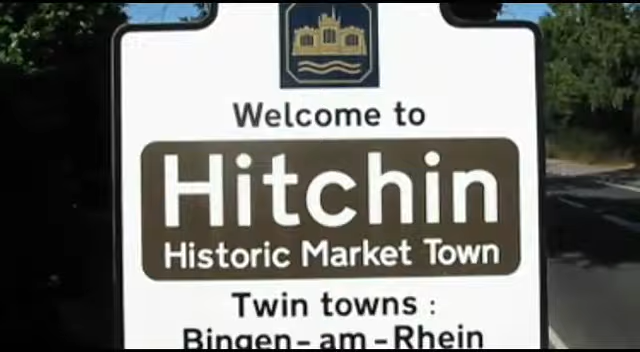 Welcome to
Hitchin
Historic Market Town
Twin towns :
Bingen-am-Rhein